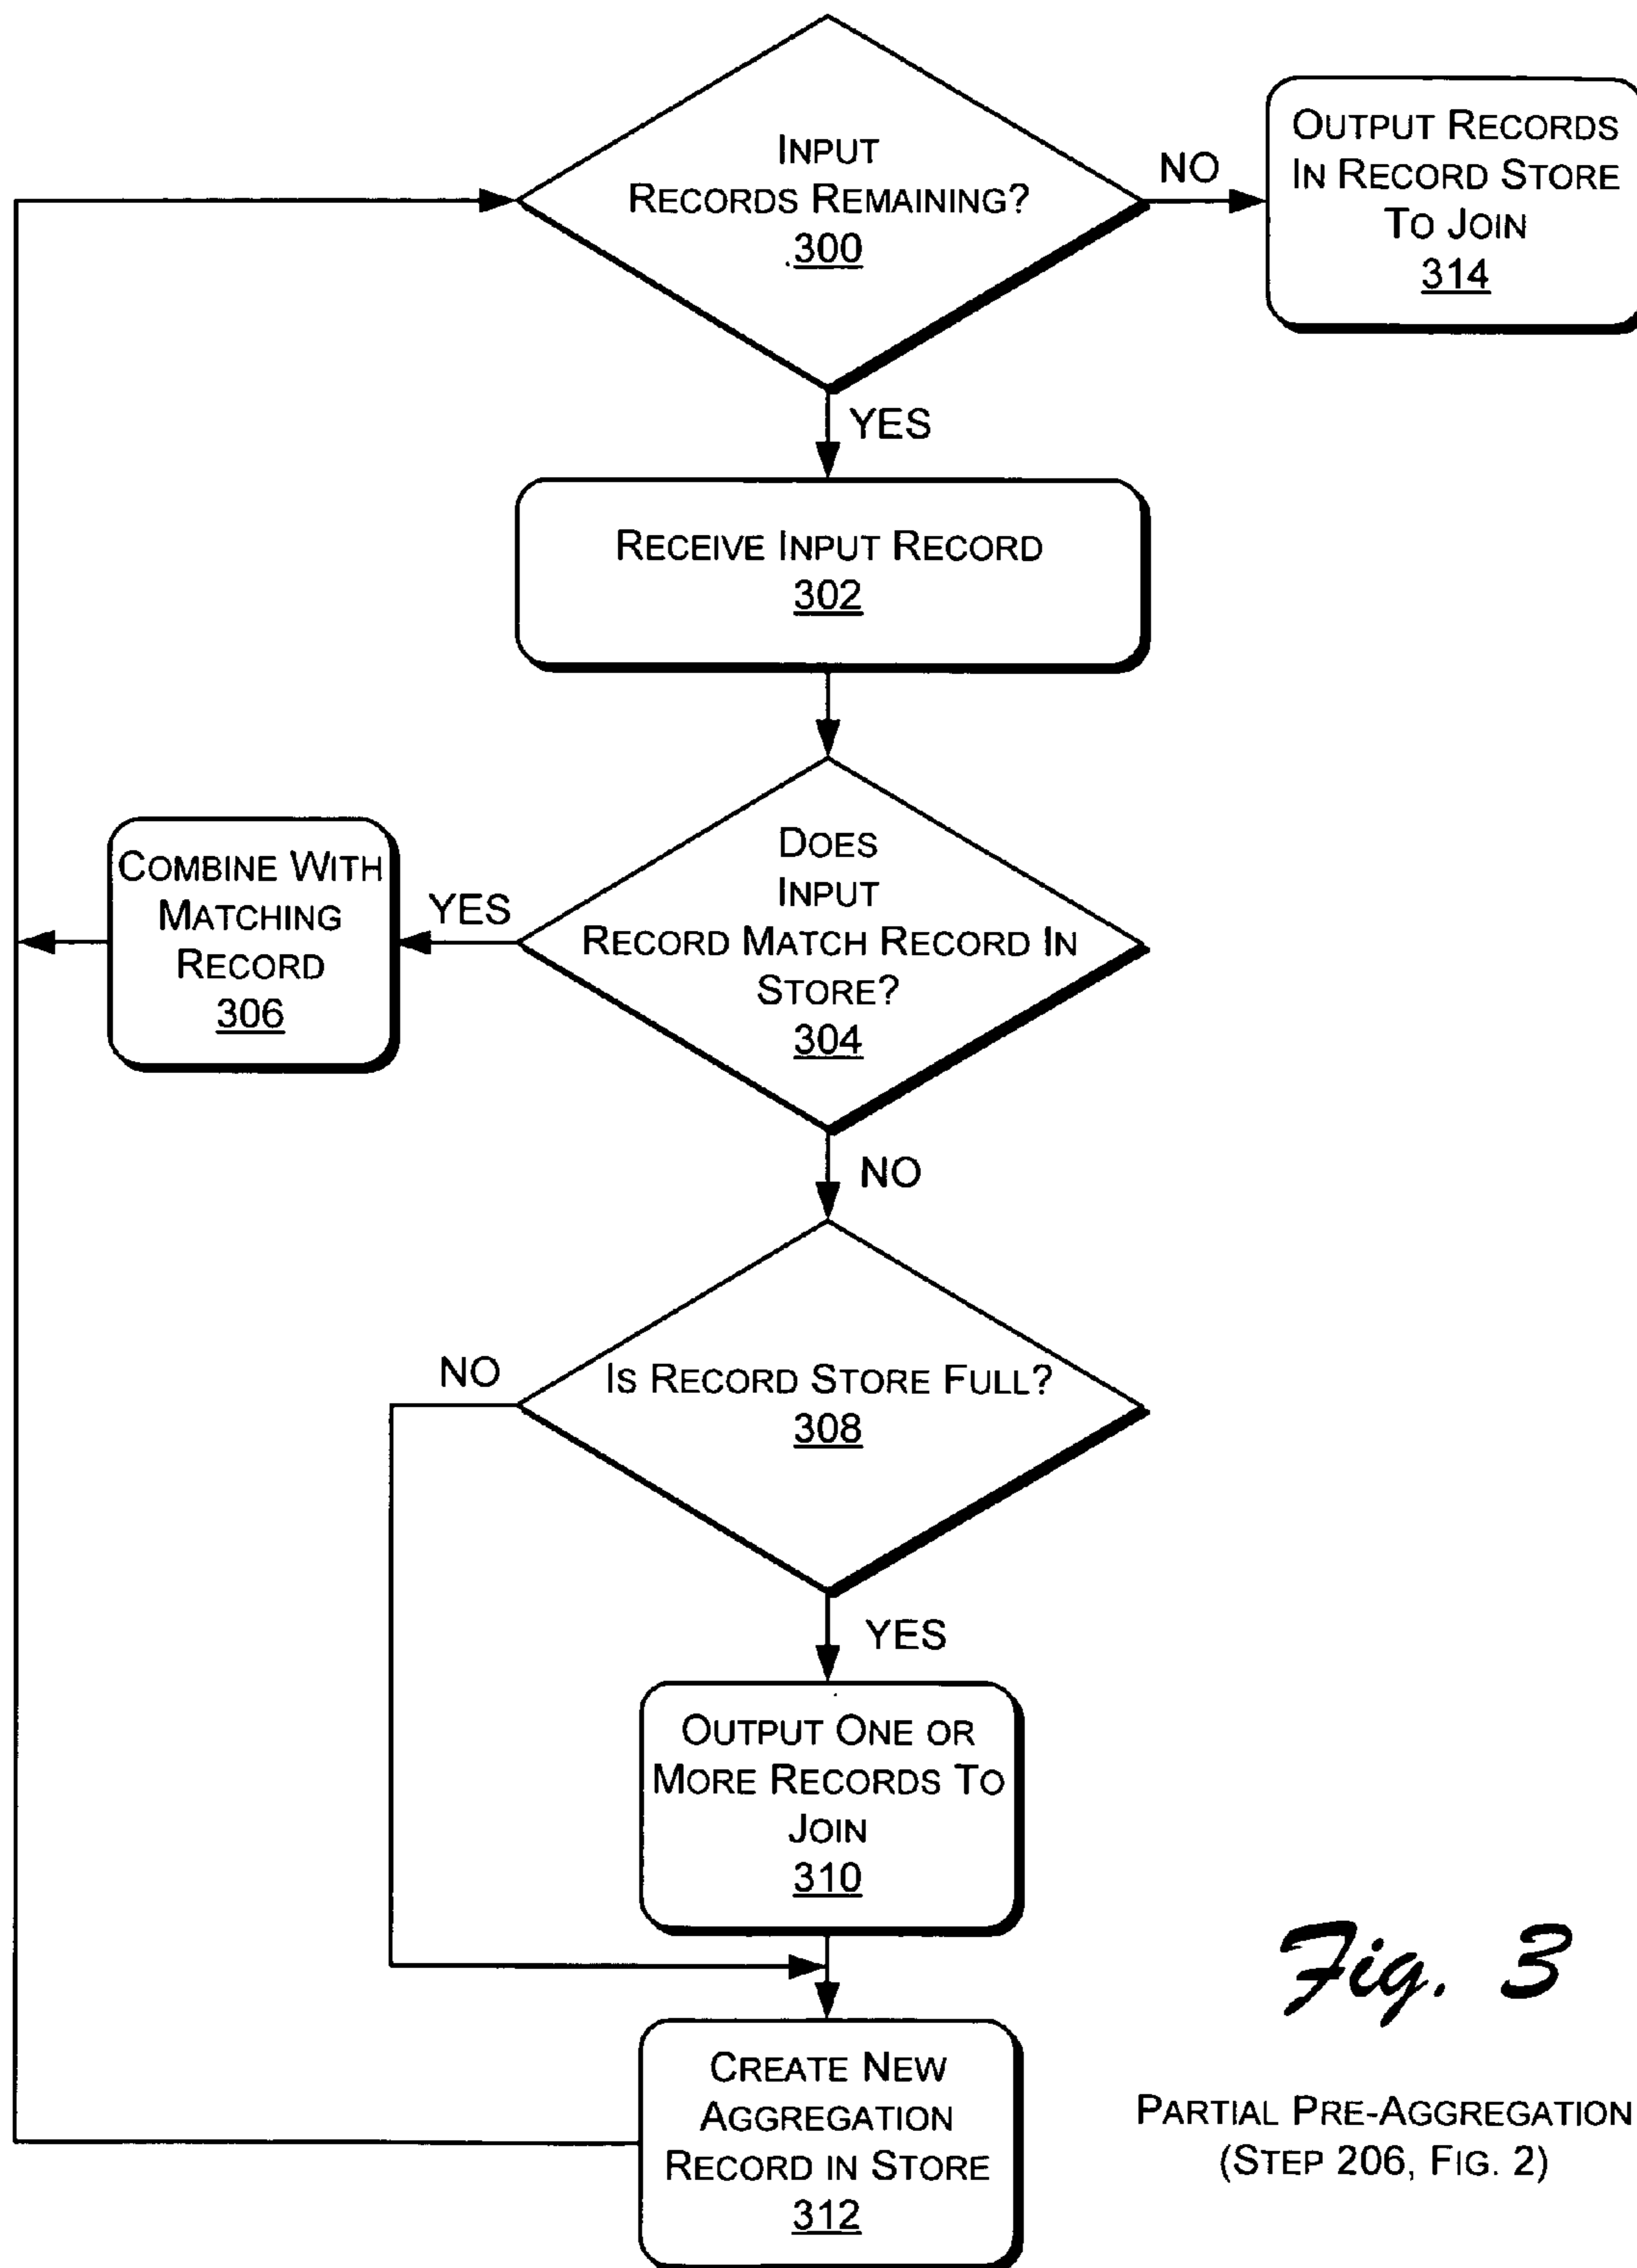 INPUT
RECORDS REMAINING?
300
NO
OUTPUT RECORDS
IN RECORD STORE
TO JOIN
314
YES
RECEIVE INPUT RECORD
302
DOES
INPUT
RECORD MATCH RECORD IN
STORE?
304
YES
COMBINE WITH
MATCHING
RECORD
306
NO
IS RECORD STORE FULL?
308
NO
YES
OUTPUT ONE OR
MORE RECORDS TO
JOIN
310
CREATE NEW
AGGREGATION
RECORD IN STORE
312
Fig. 3
PARTIAL PRE-AGGREGATION
(STEP 206, FIG. 2)